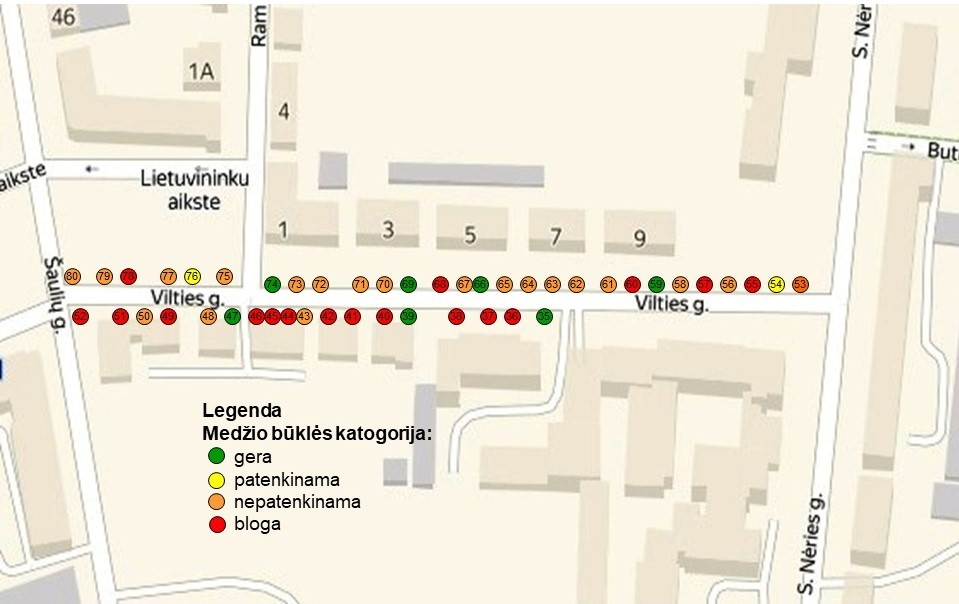 46
Ram
S. Nėr
1A
4
But
aikste
Lietuvininku
aikste
1
3
5
7
9
Šaulių g.
80 79 78 77 76 75 74 73 72 71 70 69 68 67 66 65 64 63 62 61 60 59 58 57 56 55 54 53
Vilties g.
Vilties g.
52 51 50 49 48 47 46 45 44 43 42 41 40 39 38 37 36 35
Legenda
Medžio būklės katogorija:
gera
patenkinama
nepatenkinama
bloga
S. Nėries g.